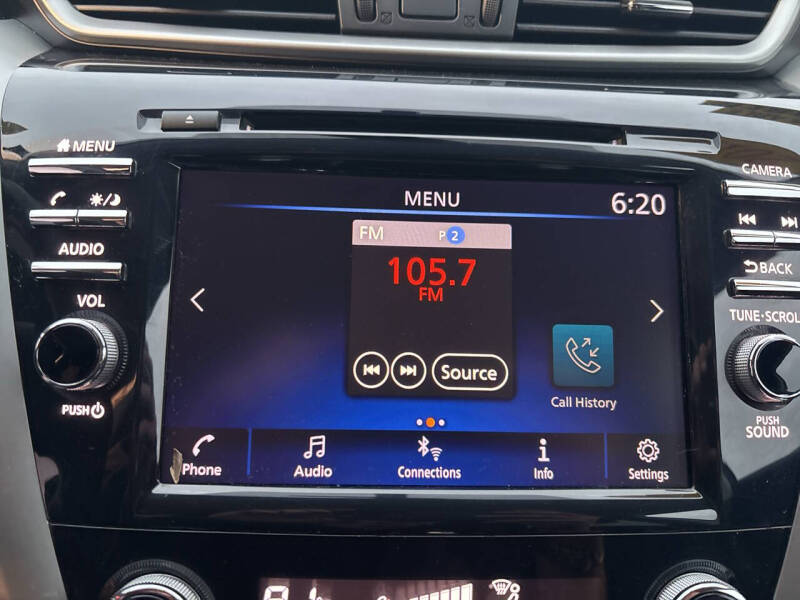 MENU
CAMERA
AUDIO
BACK
VOL
TUNE·SCROL
PUSH
PUSH
SOUND
MENU 6:20
FM P 2
105.7
FM
Source
Call History
Phone Audio Connections Info Settings